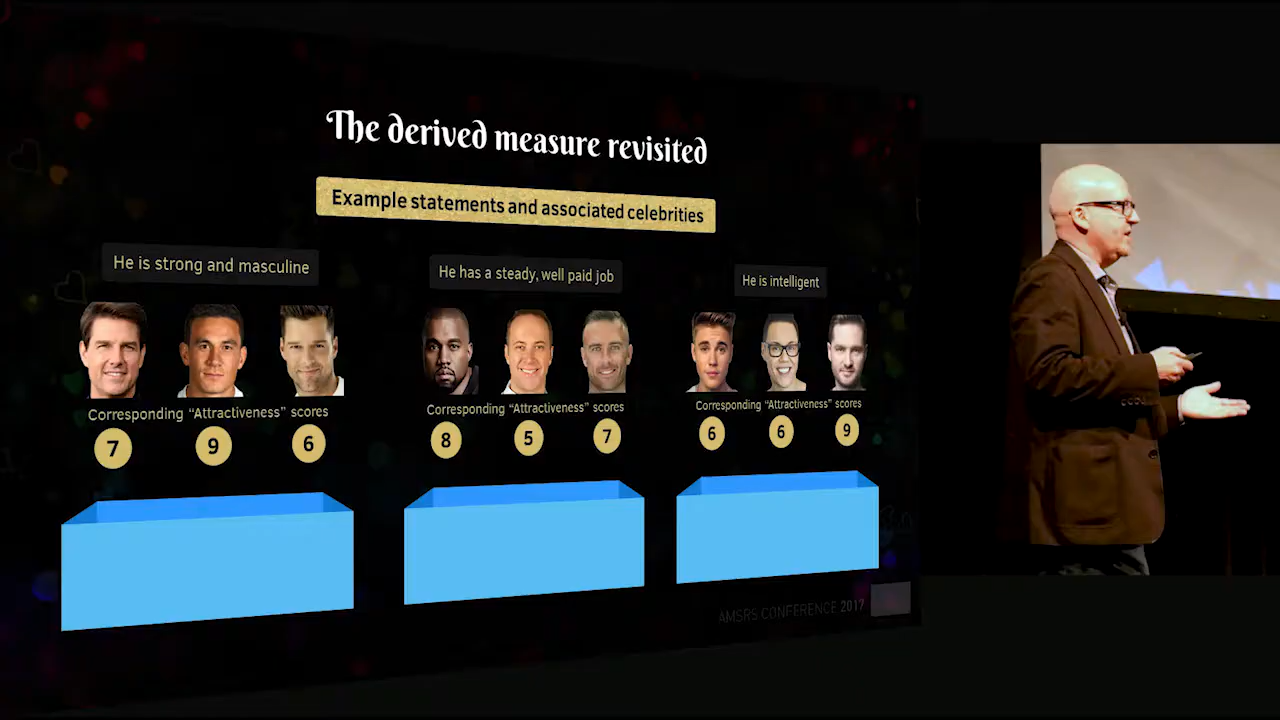 The derived measure revisited
Example statements and associated celebrities
He is strong and masculine
He has a steady, well paid job
He is intelligent
Corresponding “Attractiveness” scores
Corresponding “Attractiveness” scores
Corresponding “Attractiveness” scores
7 9 6
8 5 7
6 6 9
AMSRS CONFERENCE 2017